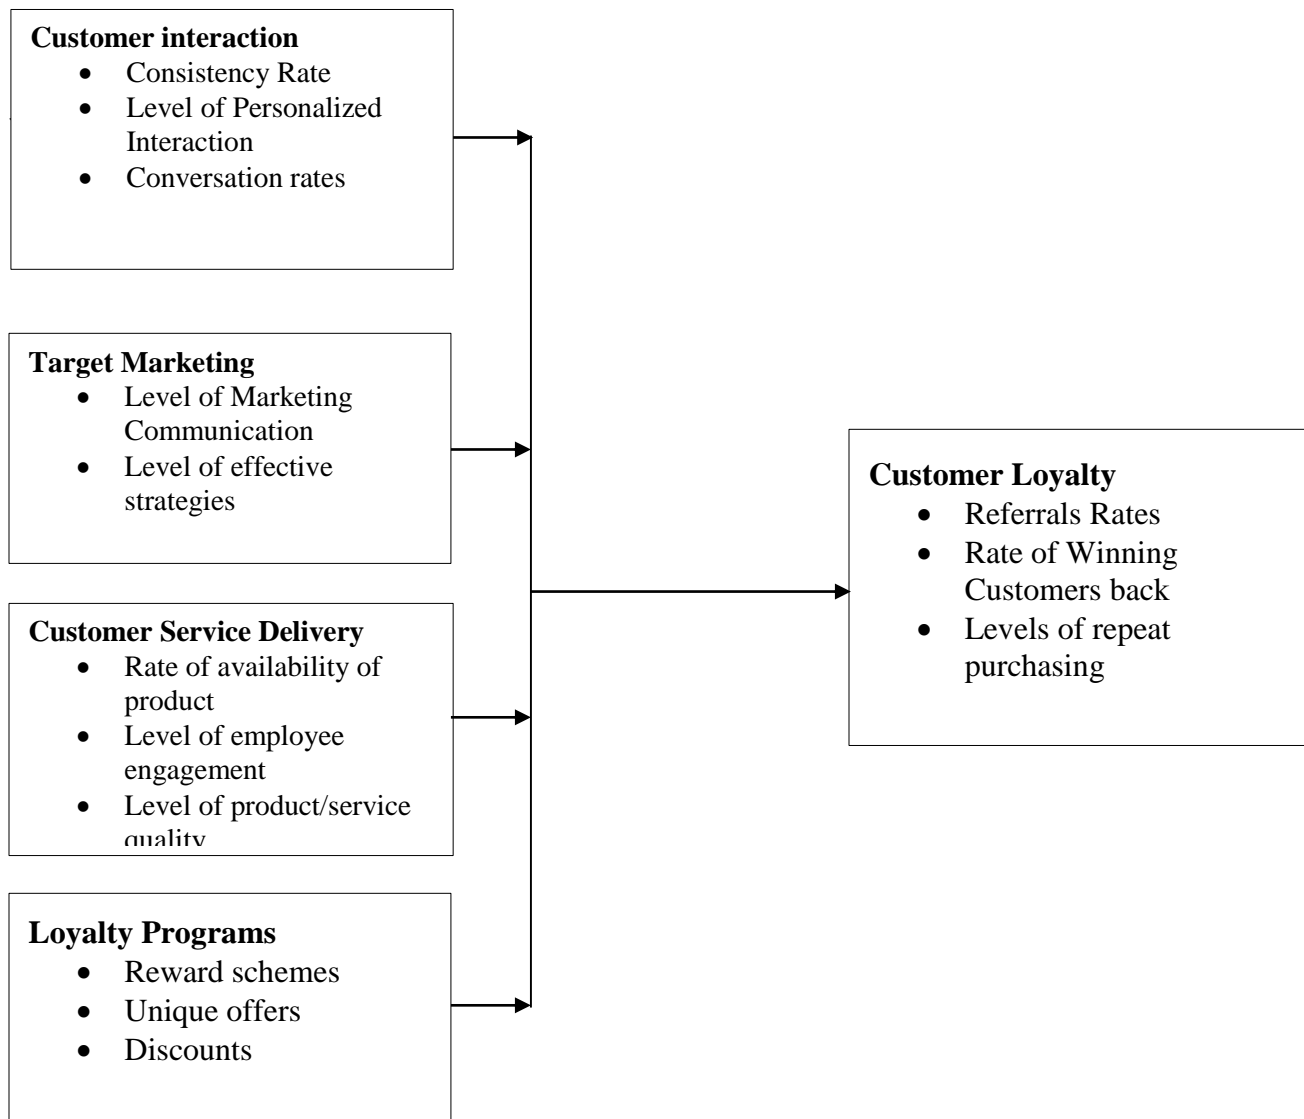 Customer interaction
• Consistency Rate
• Level of Personalized
Interaction
• Conversation rates
Target Marketing
• Level of Marketing
Communication
• Level of effective
strategies
Customer Service Delivery
• Rate of availability of
product
• Level of employee
engagement
• Level of product/service
quality
Loyalty Programs
• Reward schemes
• Unique offers
• Discounts
Customer Loyalty
• Referrals Rates
• Rate of Winning
Customers back
• Levels of repeat
purchasing